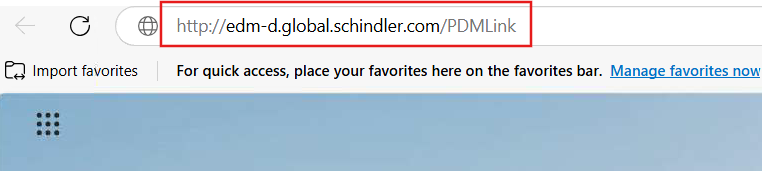 http://edm-d.global.schindler.com/PDMLink
Import favorites For quick access, place your favorites here on the favorites bar. Manage favorites now